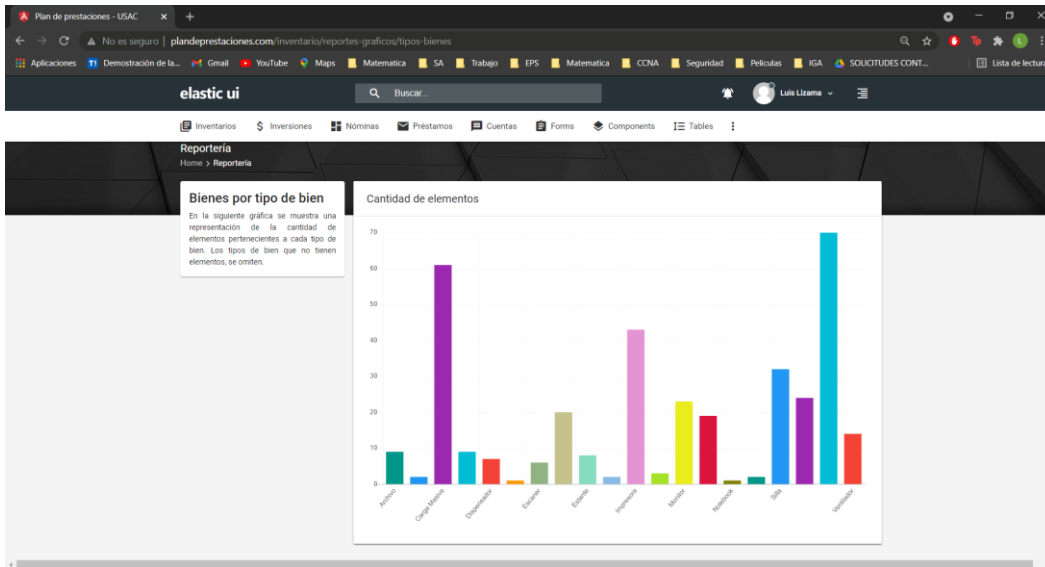 Plan de prestaciones - USAC
No es seguro | plandeprestaciones.com/inventario/reportes-graficos/tipos-bienes
Aplicaciones Demostración de la... Gmail YouTube Maps Matematica SA Trabajo EPS Matematica CCNA Seguridad Peliculas IGA SOLICITUDES CONT... Lista de lectura
elastic ui Buscar... Luis Lizama
Inventarios Inversiones Nóminas Préstamos Cuentas Forms Components Tables
Reportería
Home > Reportería
Bienes por tipo de bien
En la siguiente gráfica se muestra una
representación de la cantidad de
elementos pertenecientes a cada tipo de
bien. Los tipos de bien que no tienen
elementos, se omiten.
Cantidad de elementos
70
60
50
40
30
20
10
0
Archivo Carga Masiva Dispensador Escaner Estante Impresora Monitor Notebook Silla Ventilador